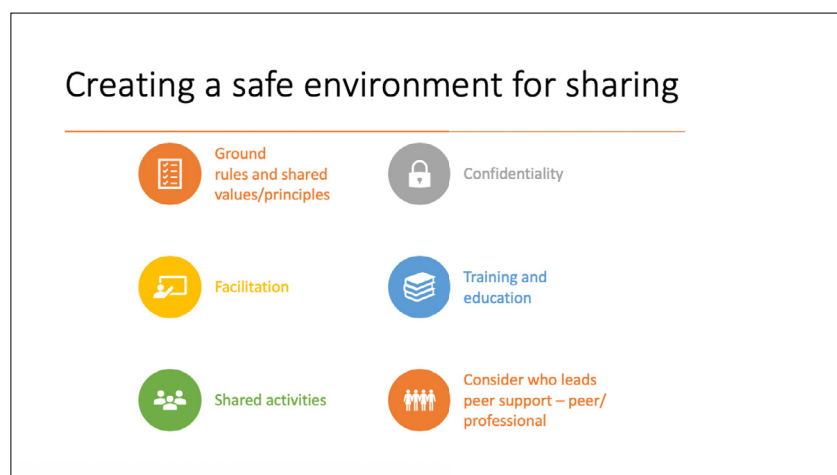 Creating a safe environment for sharing
Ground
rules and shared
values/principles
Confidentiality
Facilitation
Training and
education
Shared activities
Consider who leads
peer support – peer/
professional